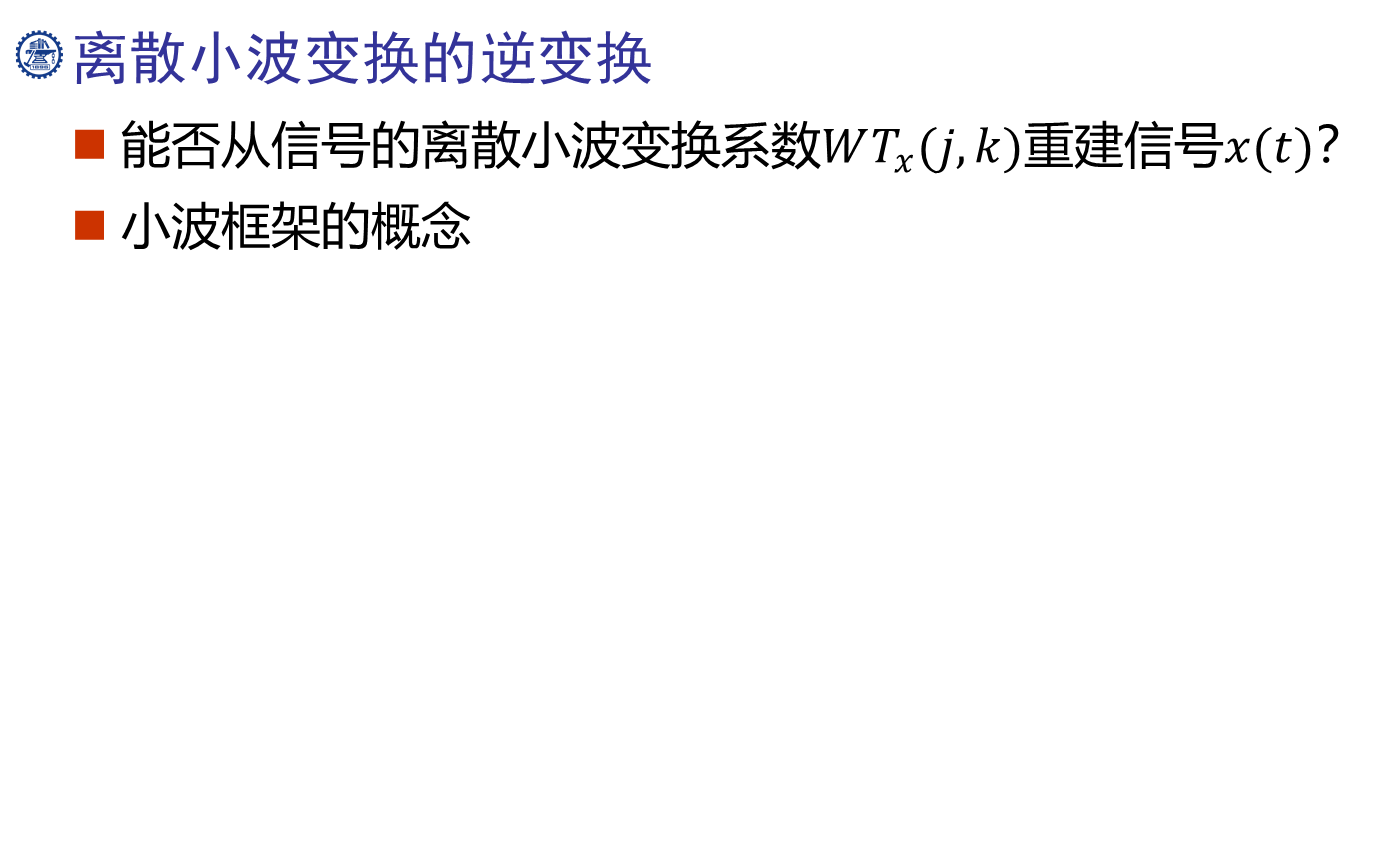 离散小波变换的逆变换
能否从信号的离散小波变换系数𝑊𝑇ₓ(𝑗, 𝑘)重建信号𝑥(𝑡)?
小波框架的概念